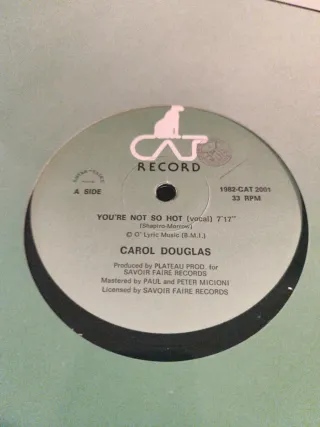 CAT
RECORD
A SIDE
1982-CAT 2001
33 RPM
YOU'RE NOT SO HOT (vocal) 7'17"
(Shapiro-Morrow)
© O' Lyric Music (B.M.I.)
CAROL DOUGLAS
Produced by PLATEAU PROD. for
SAVOIR FAIRE RECORDS
Mastered by PAUL and PETER MICIONI
Licensed by SAVOIR FAIRE RECORDS